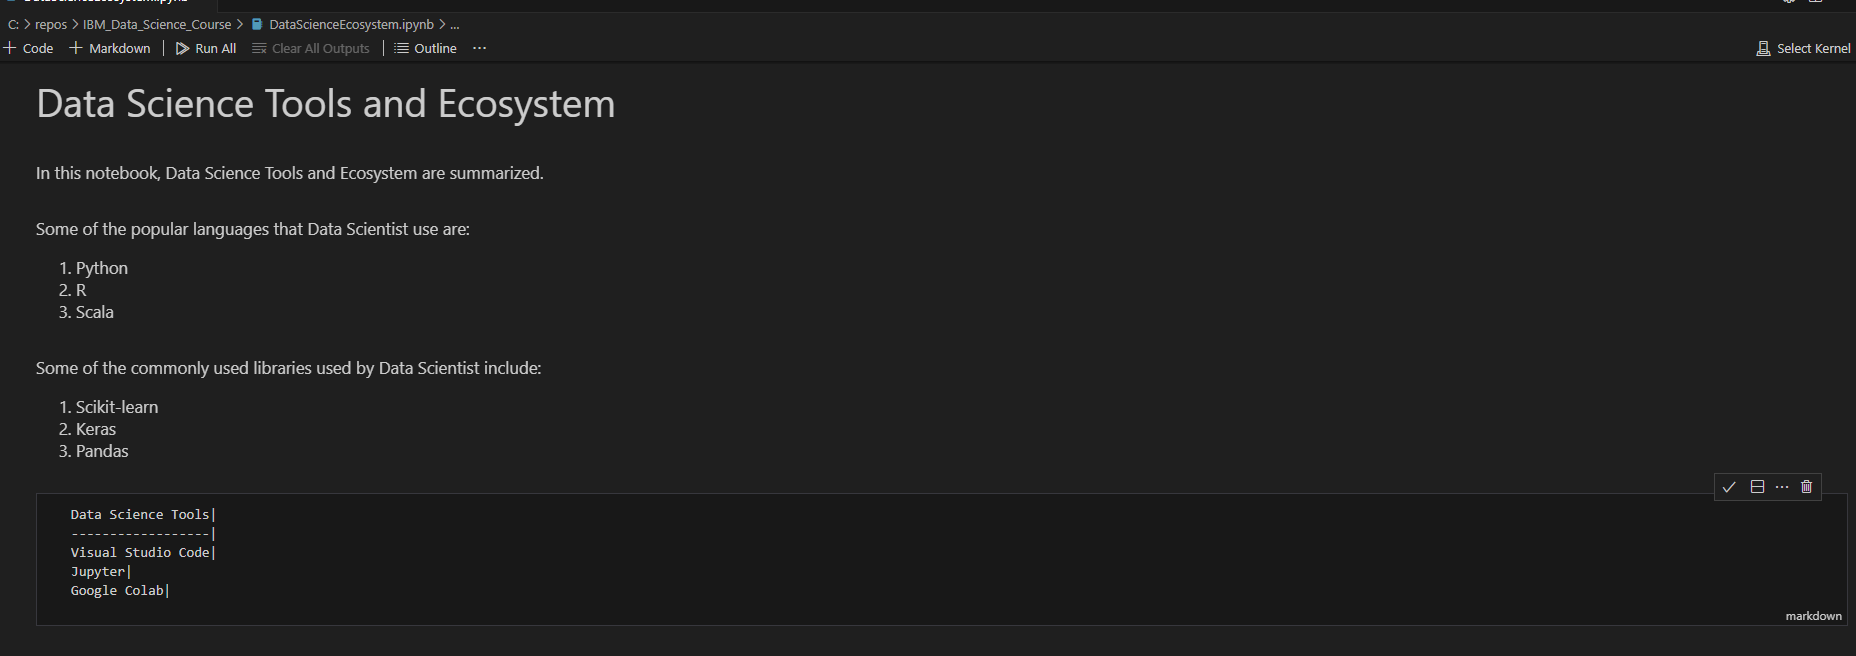 C: > repos > IBM_Data_Science_Course > DataScienceEcosystem.ipynb > ...
+ Code + Markdown | Run All Clear All Outputs | Outline ... Select Kernel
Data Science Tools and Ecosystem
In this notebook, Data Science Tools and Ecosystem are summarized.
Some of the popular languages that Data Scientist use are:
1. Python
2. R
3. Scala
Some of the commonly used libraries used by Data Scientist include:
1. Scikit-learn
2. Keras
3. Pandas
Data Science Tools|
------------------|
Visual Studio Code|
Jupyter|
Google Colab|
markdown